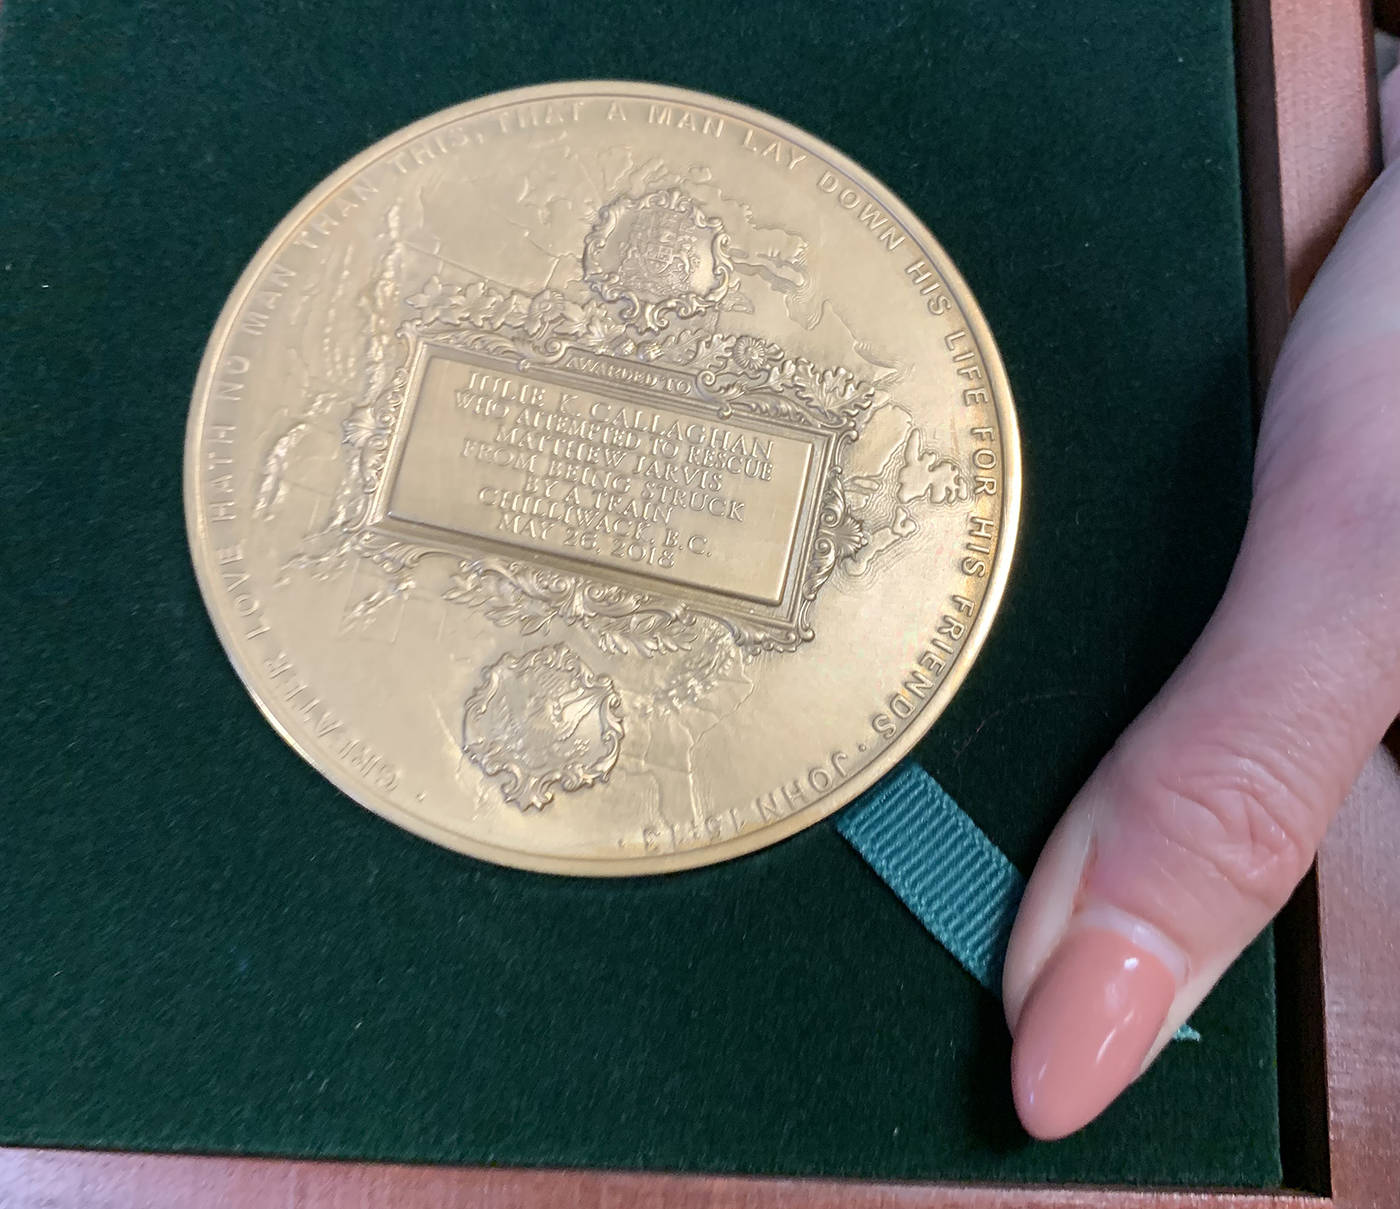 GREATER LOVE HATH NO MAN THAN THIS, THAT A MAN LAY DOWN HIS LIFE FOR HIS FRIENDS · JOHN 15:13 ·
AWARDED TO
JULIE K. CALLAGHAN
WHO ATTEMPTED TO RESCUE
MATTHEW JARVIS
FROM BEING STRUCK
BY A TRAIN
CHILLIWACK, B.C.
MAY 26, 2018